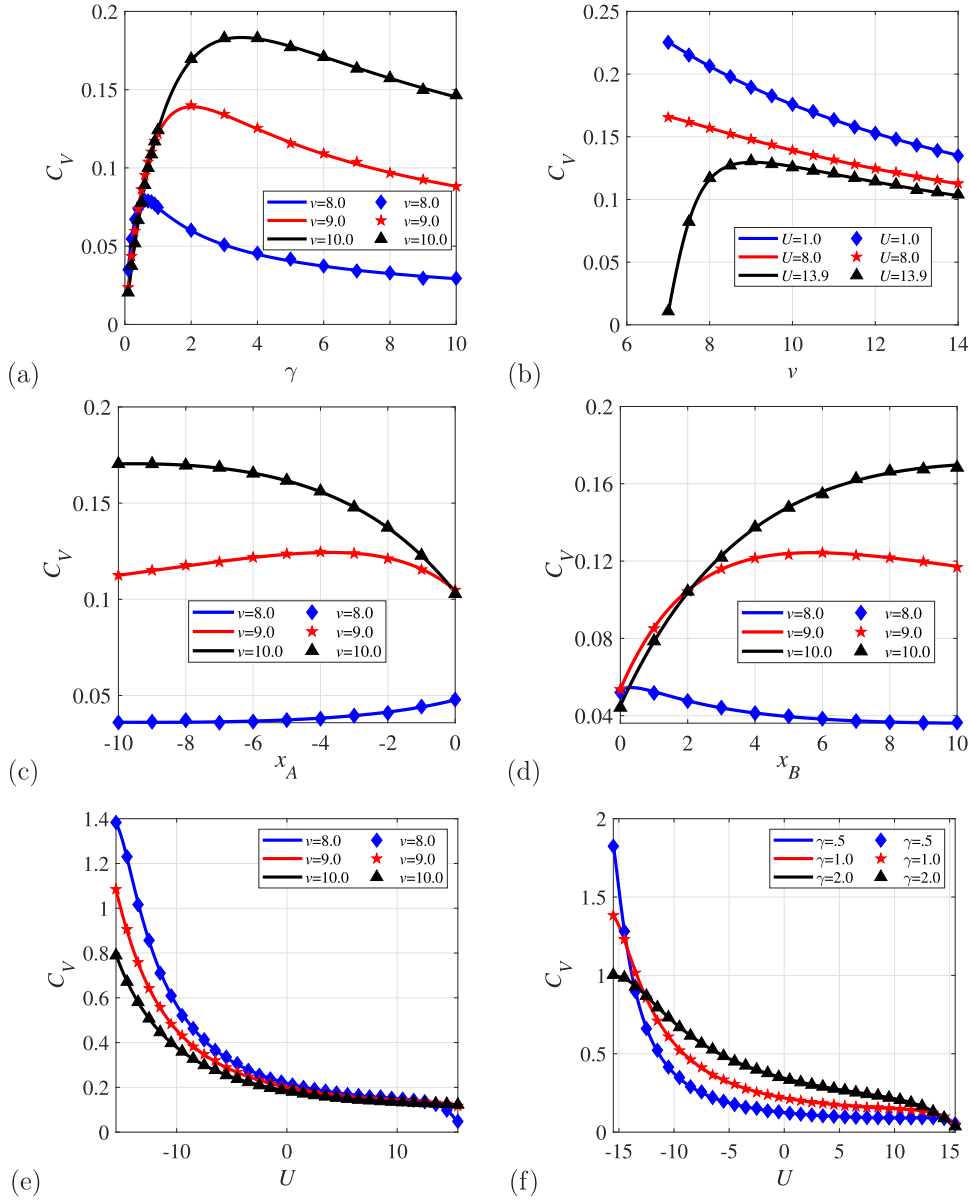 0.2
0.15
0.1
0.05
0
C_V
v=8.0 v=8.0
v=9.0 v=9.0
v=10.0 v=10.0
0 2 4 6 8 10
(a) γ
0.25
0.2
0.15
0.1
0.05
0
C_V
U=1.0 U=1.0
U=8.0 U=8.0
U=13.9 U=13.9
6 8 10 12 14
(b) v
0.2
0.15
0.1
0.05
C_V
v=8.0 v=8.0
v=9.0 v=9.0
v=10.0 v=10.0
-10 -8 -6 -4 -2 0
(c) x_A
0.2
0.16
0.12
0.08
0.04
C_V
v=8.0 v=8.0
v=9.0 v=9.0
v=10.0 v=10.0
0 2 4 6 8 10
(d) x_B
1.4
1.2
1
0.8
0.6
0.4
0.2
0
C_V
v=8.0 v=8.0
v=9.0 v=9.0
v=10.0 v=10.0
-10 0 10
(e) U
2
1.5
1
0.5
0
C_V
γ=.5 γ=.5
γ=1.0 γ=1.0
γ=2.0 γ=2.0
-15 -10 -5 0 5 10 15
(f) U